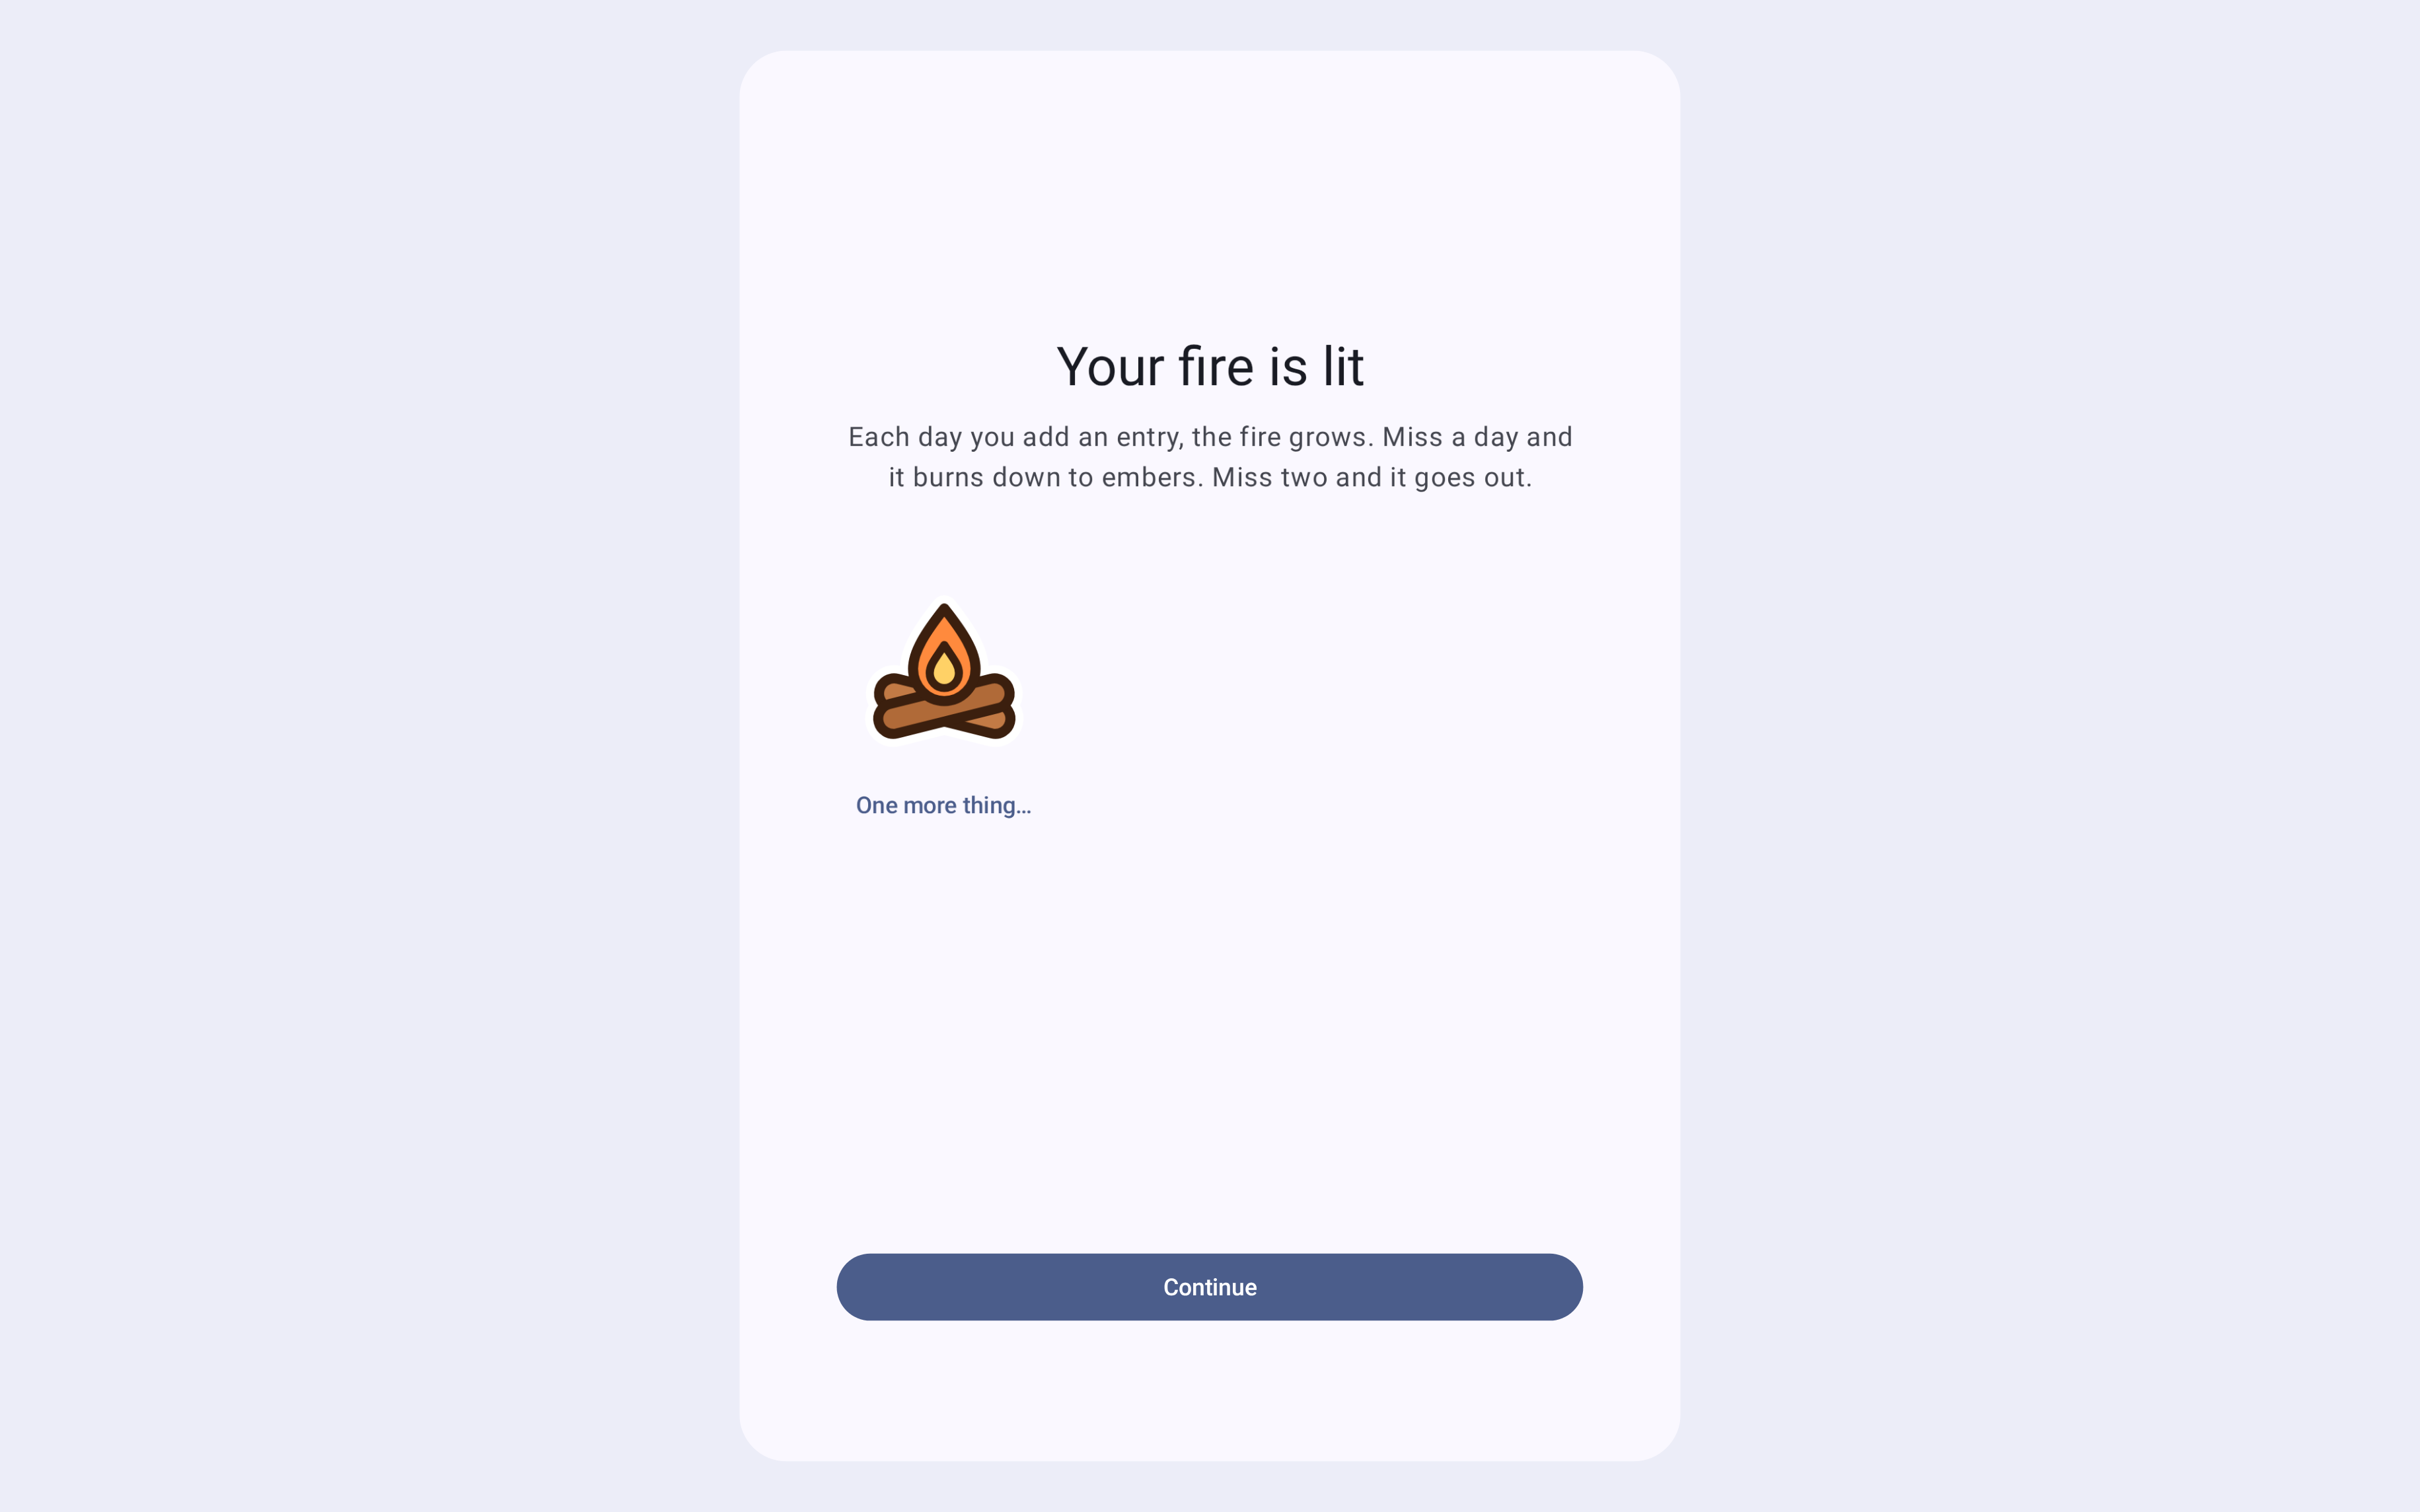 Your fire is lit
Each day you add an entry, the fire grows. Miss a day and
it burns down to embers. Miss two and it goes out.
One more thing…
Continue